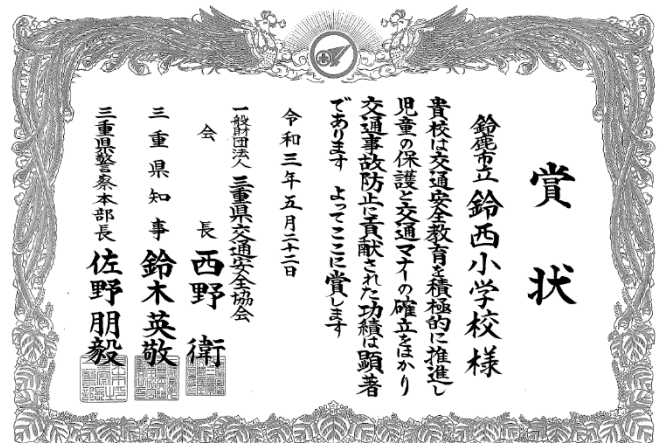 賞状
鈴鹿市立 鈴西小学校様
貴校は交通安全教育を積極的に推進し
児童の保護と交通マナーの確立をはかり
交通事故防止に貢献された功績は顕著
であります よってここに賞します
令和三年五月二十二日
一般財団法人 三重県交通安全協会
会長 西野衛
三重県知事 鈴木英敬
三重県警察本部長 佐野朋毅